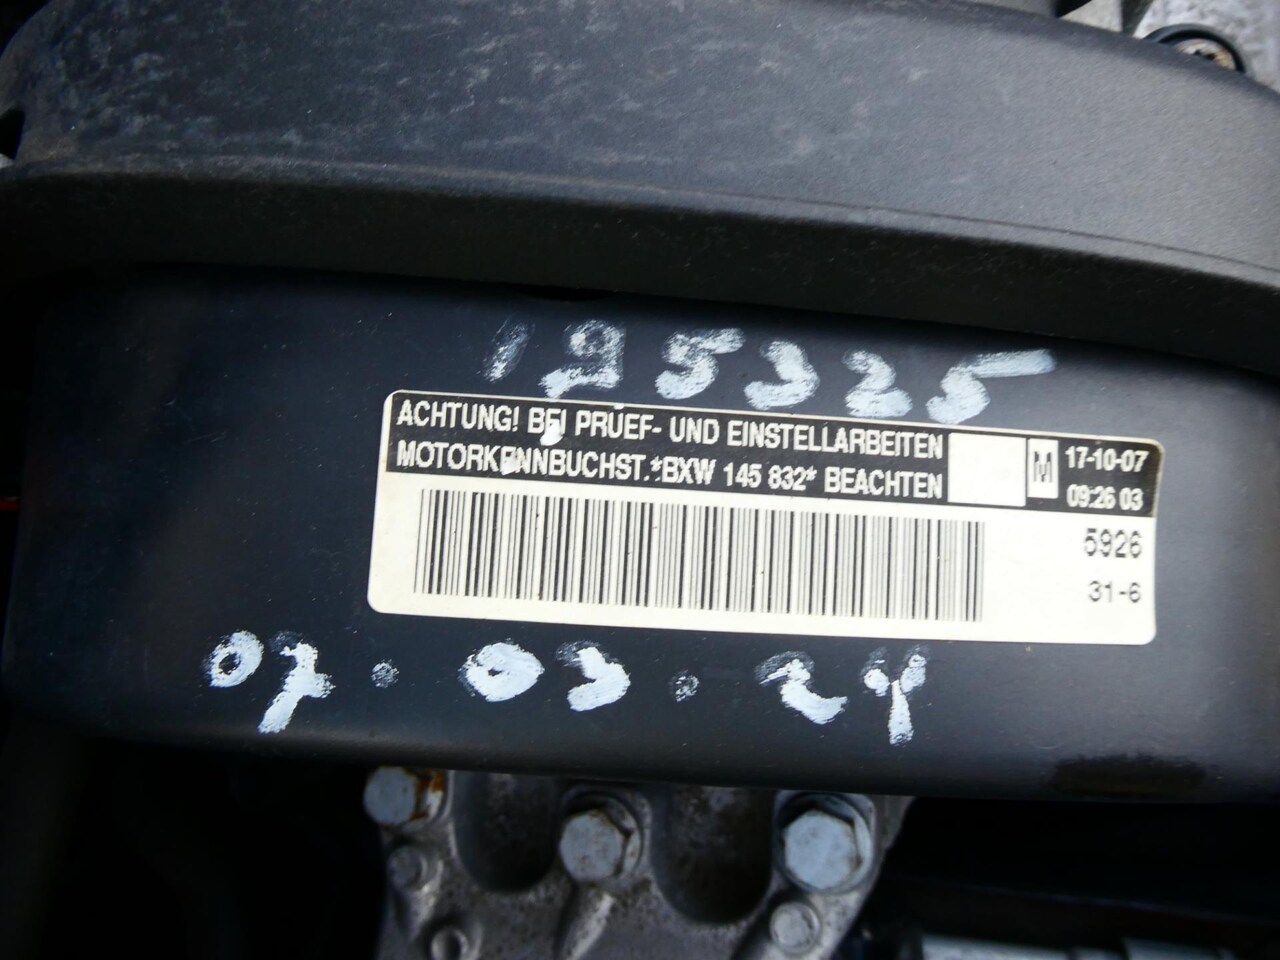 195325
ACHTUNG! BEI PRUEF- UND EINSTELLARBEITEN
MOTORKENNBUCHST.*BXW 145 832* BEACHTEN
M
17-10-07
09:26 03
5926
31-6
07.03.24